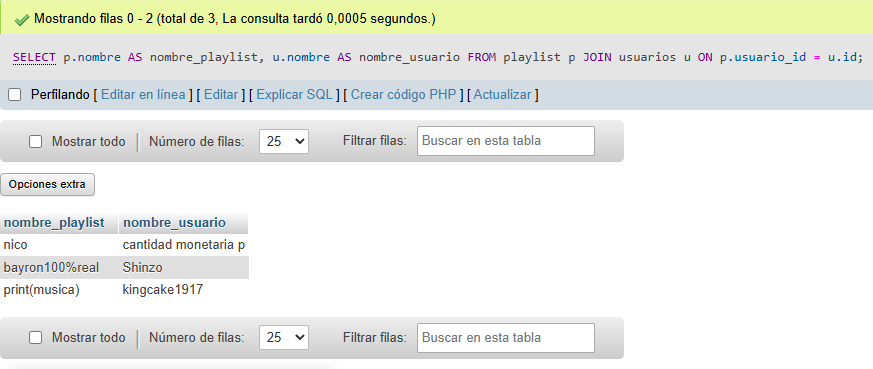 Mostrando filas 0 - 2 (total de 3, La consulta tardó 0,0005 segundos.)
SELECT p.nombre AS nombre_playlist, u.nombre AS nombre_usuario FROM playlist p JOIN usuarios u ON p.usuario_id = u.id;
Perfilando [ Editar en línea ] [ Editar ] [ Explicar SQL ] [ Crear código PHP ] [ Actualizar ]
Mostrar todo Número de filas: 25 Filtrar filas: Buscar en esta tabla
Opciones extra
nombre_playlist nombre_usuario
nico cantidad monetaria p
bayron100%real Shinzo
print(musica) kingcake1917
Mostrar todo Número de filas: 25 Filtrar filas: Buscar en esta tabla